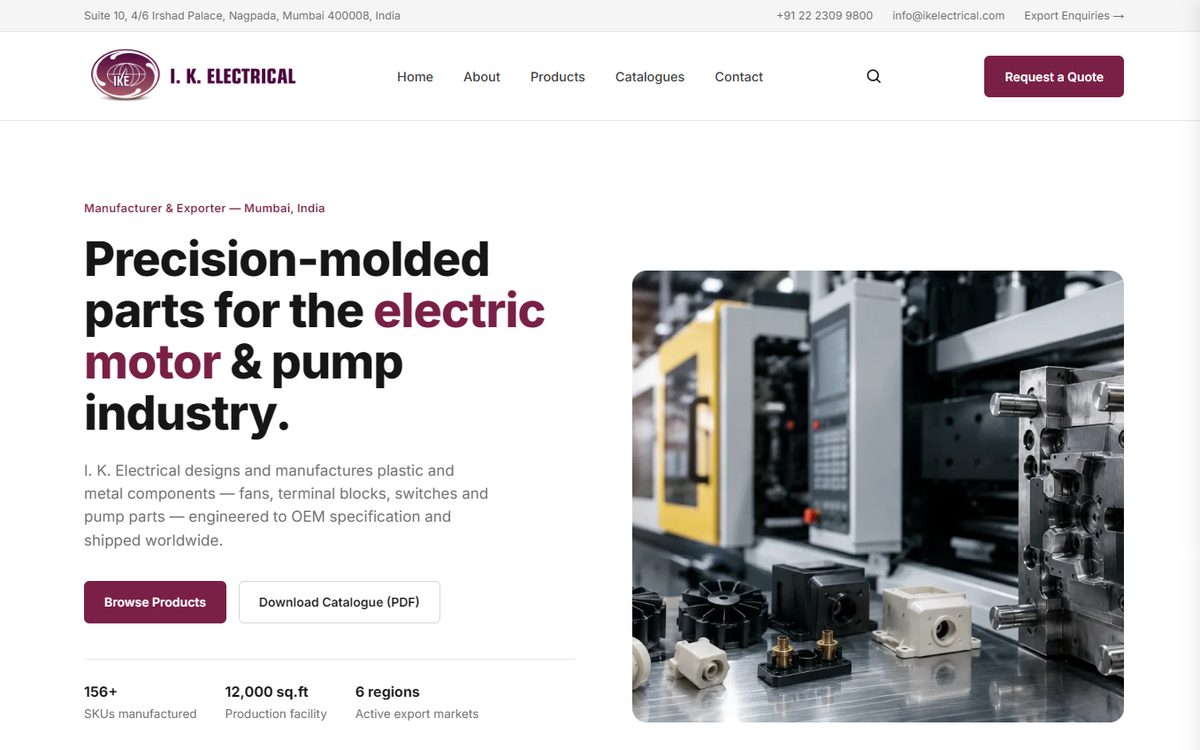 Suite 10, 4/6 Irshad Palace, Nagpada, Mumbai 400008, India
+91 22 2309 9800
info@ikelectrical.com
Export Enquiries →
IKE
I. K. ELECTRICAL
Home
About
Products
Catalogues
Contact
Request a Quote
Manufacturer & Exporter — Mumbai, India
Precision-molded
parts for the electric
motor & pump
industry.
I. K. Electrical designs and manufactures plastic and
metal components — fans, terminal blocks, switches and
pump parts — engineered to OEM specification and
shipped worldwide.
Browse Products
Download Catalogue (PDF)
156+
SKUs manufactured
12,000 sq.ft
Production facility
6 regions
Active export markets